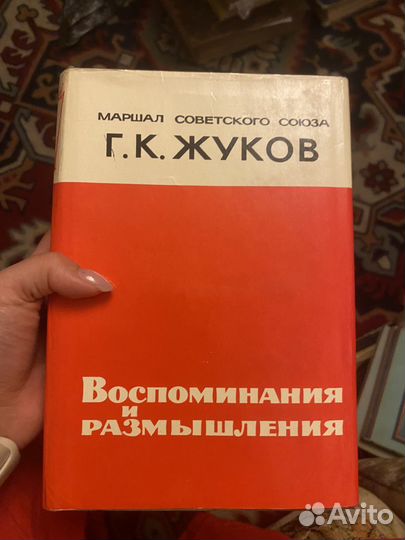 МАРШАЛ СОВЕТСКОГО СОЮЗА
Г.К. ЖУКОВ
Воспоминания
и
размышления
Avito